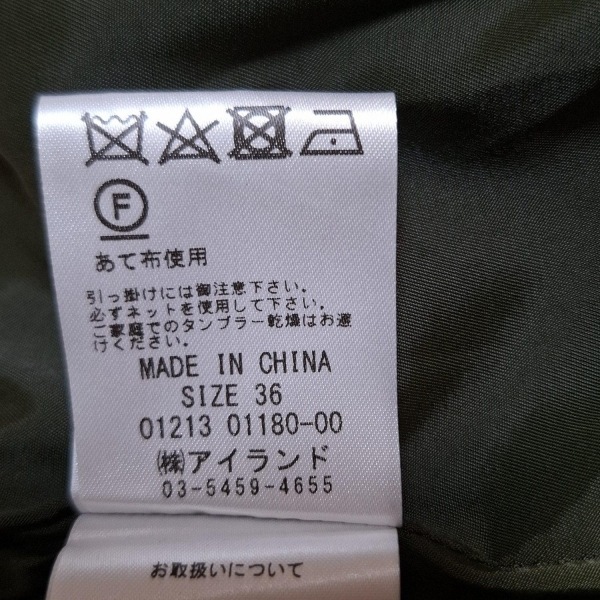 F
あて布使用
引っ掛けには御注意下さい。
必ずネットを使用して下さい。
ご家庭でのタンブラー乾燥はお避
けください。
MADE IN CHINA
SIZE 36
01213 01180-00
㈱アイランド
03-5459-4655
お取扱いについて